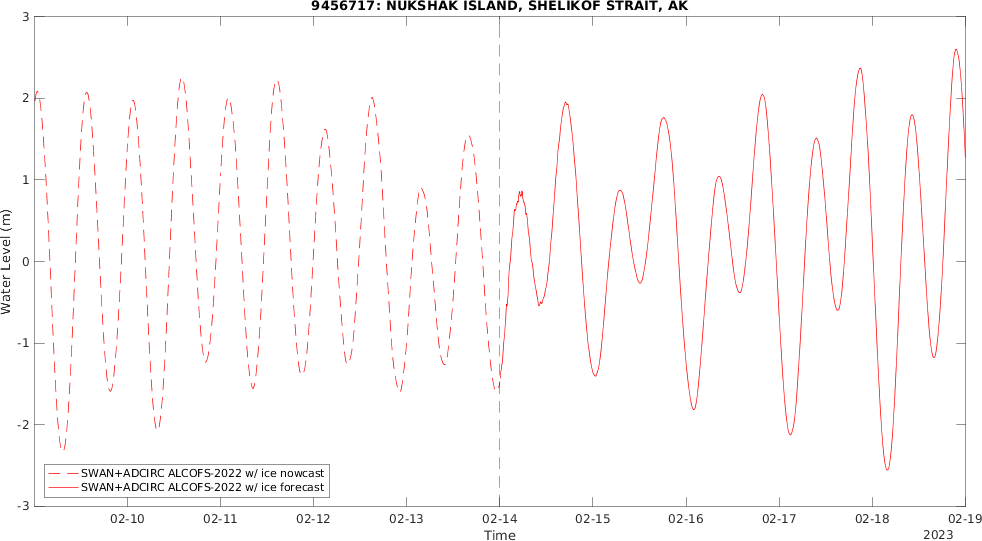 9456717: NUKSHAK ISLAND, SHELIKOF STRAIT, AK
3
2
1
0
-1
-2
-3
Water Level (m)
SWAN+ADCIRC ALCOFS-2022 w/ ice nowcast
SWAN+ADCIRC ALCOFS-2022 w/ ice forecast
02-10 02-11 02-12 02-13 02-14 02-15 02-16 02-17 02-18 02-19
Time
2023